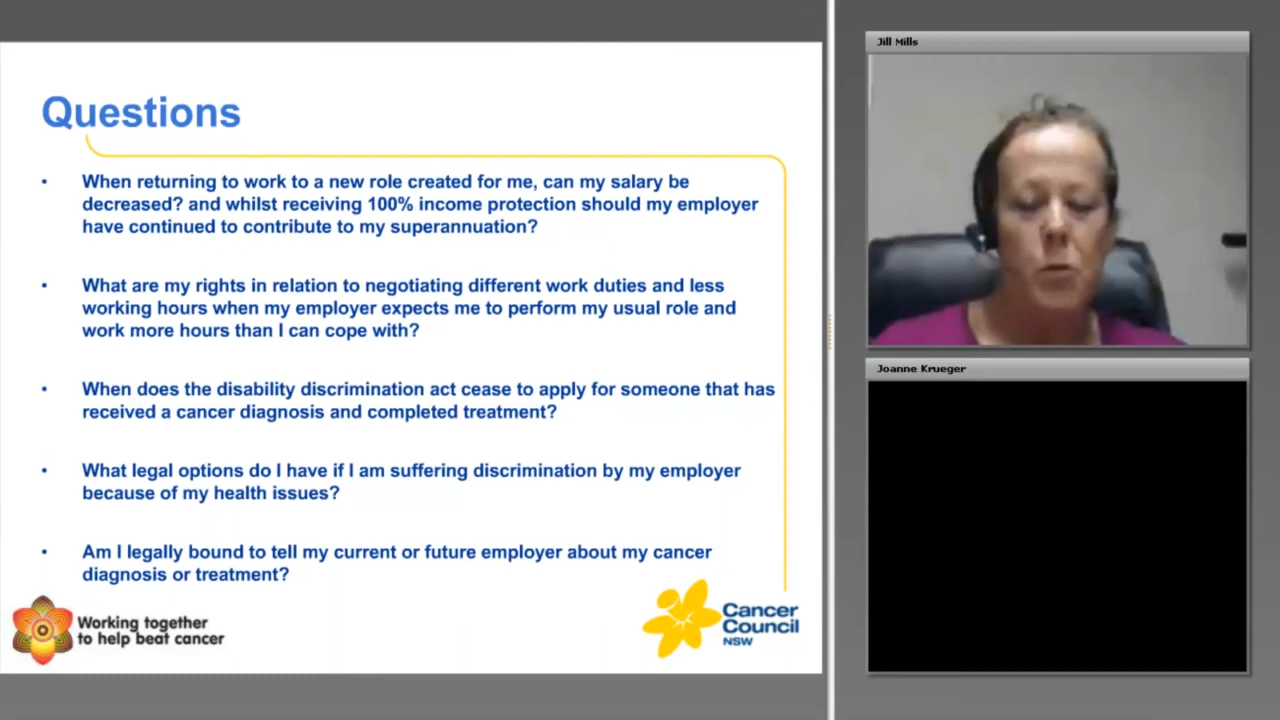 Questions
• When returning to work to a new role created for me, can my salary be
decreased? and whilst receiving 100% income protection should my employer
have continued to contribute to my superannuation?
• What are my rights in relation to negotiating different work duties and less
working hours when my employer expects me to perform my usual role and
work more hours than I can cope with?
• When does the disability discrimination act cease to apply for someone that has
received a cancer diagnosis and completed treatment?
• What legal options do I have if I am suffering discrimination by my employer
because of my health issues?
• Am I legally bound to tell my current or future employer about my cancer
diagnosis or treatment?
Working together
to help beat cancer
Cancer
Council
NSW
Jill Mills
Joanne Krueger